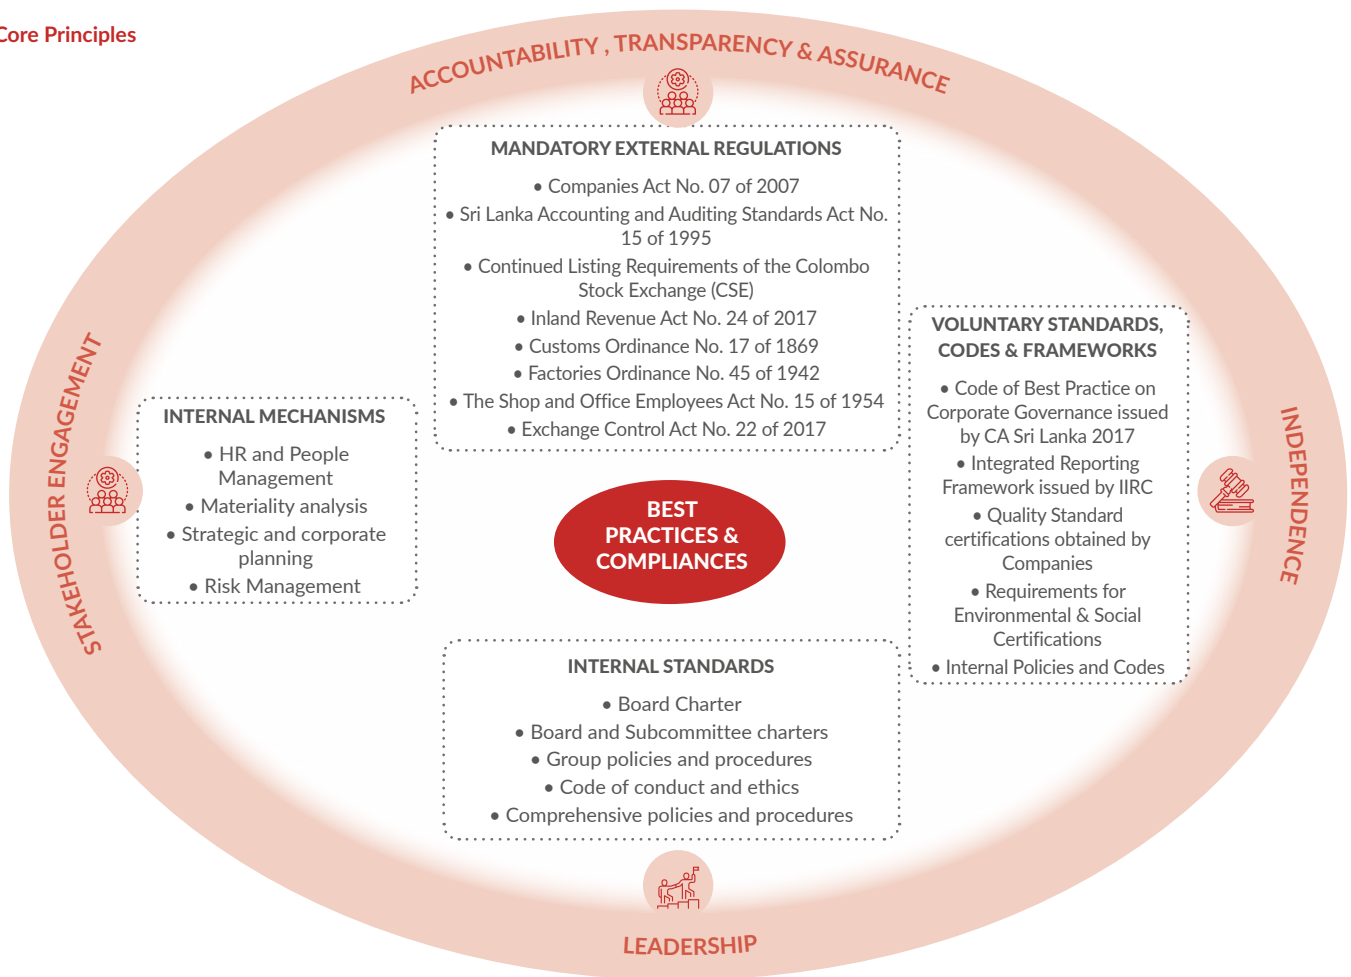 Core Principles
ACCOUNTABILITY , TRANSPARENCY & ASSURANCE
MANDATORY EXTERNAL REGULATIONS
• Companies Act No. 07 of 2007
• Sri Lanka Accounting and Auditing Standards Act No.
15 of 1995
• Continued Listing Requirements of the Colombo
Stock Exchange (CSE)
• Inland Revenue Act No. 24 of 2017
• Customs Ordinance No. 17 of 1869
• Factories Ordinance No. 45 of 1942
• The Shop and Office Employees Act No. 15 of 1954
• Exchange Control Act No. 22 of 2017
STAKEHOLDER ENGAGEMENT
INTERNAL MECHANISMS
• HR and People
Management
• Materiality analysis
• Strategic and corporate
planning
• Risk Management
BEST
PRACTICES &
COMPLIANCES
VOLUNTARY STANDARDS,
CODES & FRAMEWORKS
• Code of Best Practice on
Corporate Governance issued
by CA Sri Lanka 2017
• Integrated Reporting
Framework issued by IIRC
• Quality Standard
certifications obtained by
Companies
• Requirements for
Environmental & Social
Certifications
• Internal Policies and Codes
INDEPENDENCE
INTERNAL STANDARDS
• Board Charter
• Board and Subcommittee charters
• Group policies and procedures
• Code of conduct and ethics
• Comprehensive policies and procedures
LEADERSHIP